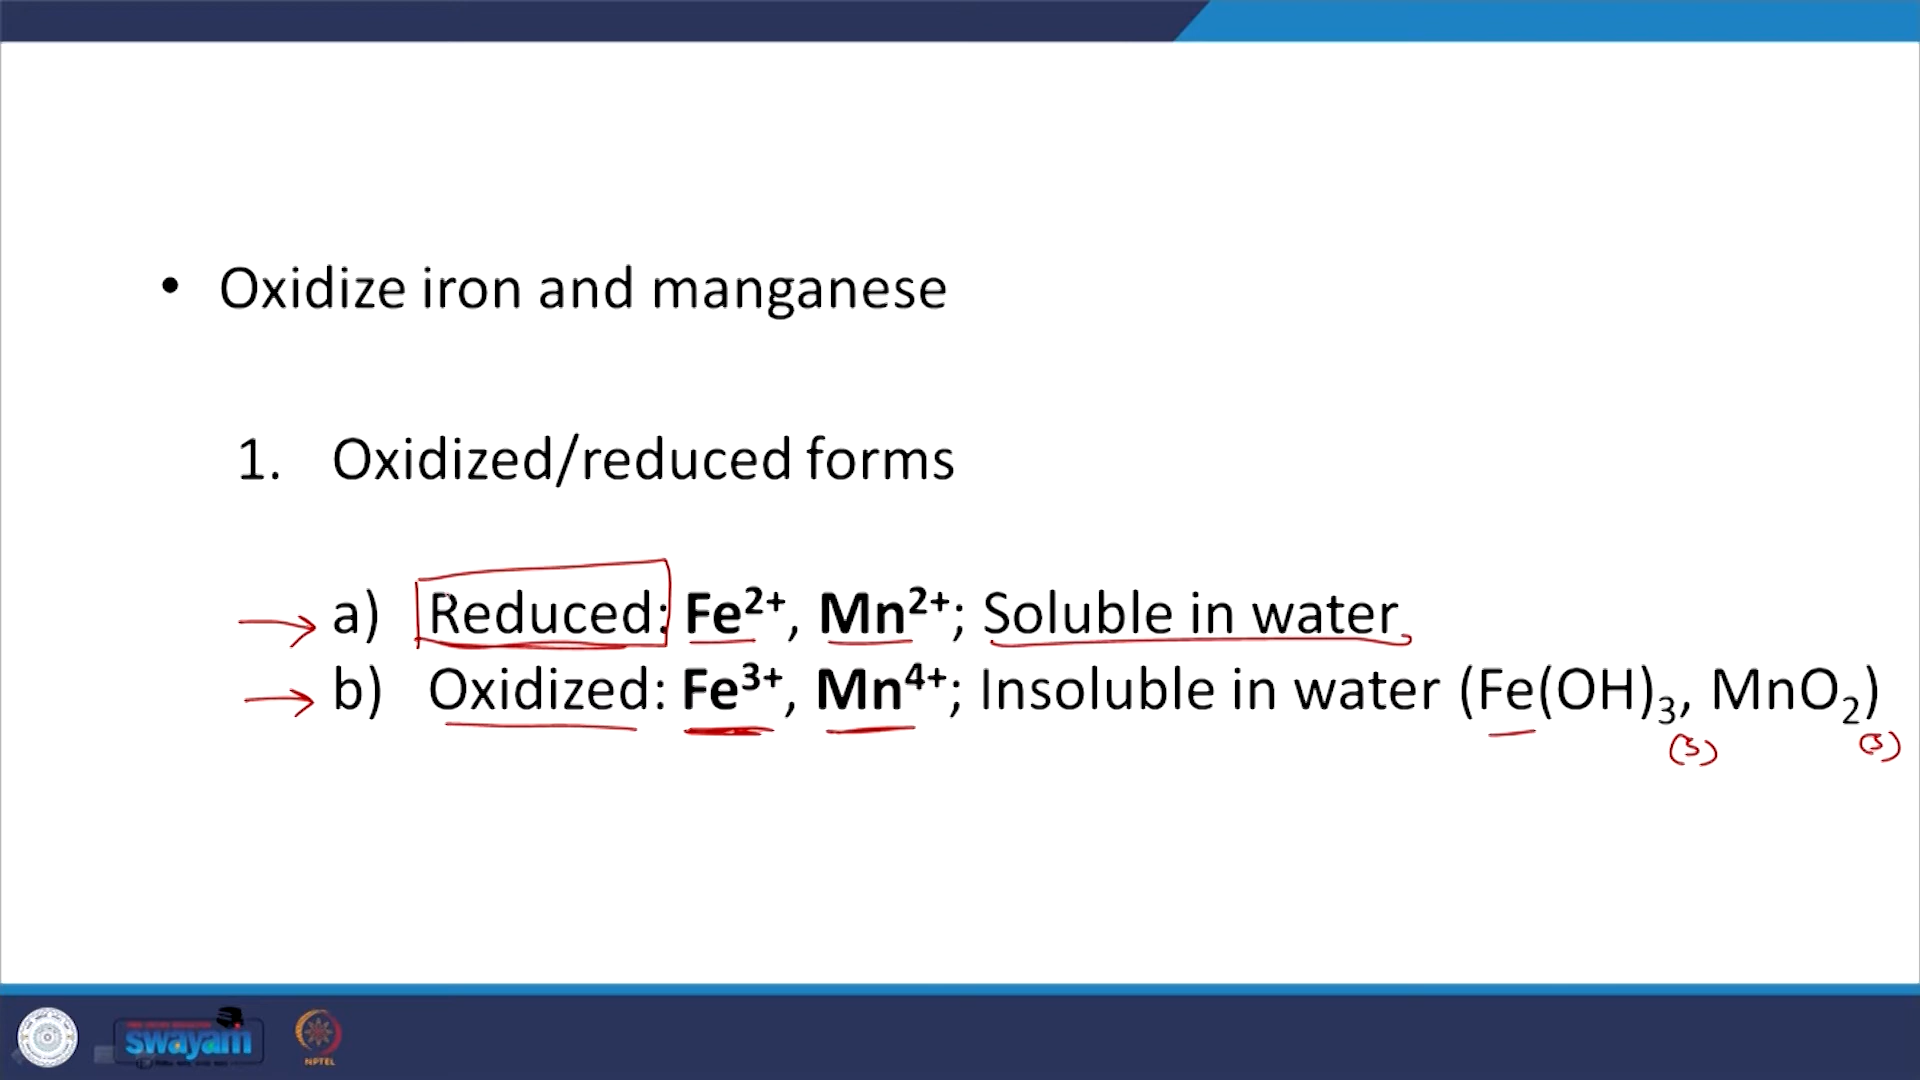 • Oxidize iron and manganese
1. Oxidized/reduced forms
a) Reduced: Fe²⁺, Mn²⁺; Soluble in water
b) Oxidized: Fe³⁺, Mn⁴⁺; Insoluble in water (Fe(OH)₃, MnO₂)
(s) (s)
swayam
NPTEL